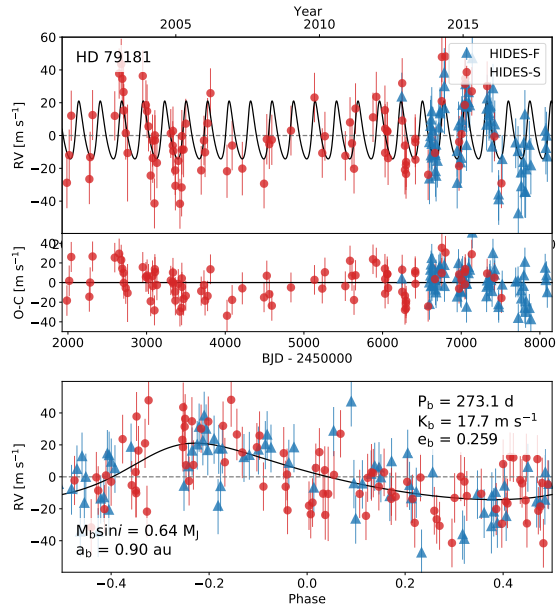 Year
2005 2010 2015
60
40
20
0
−20
−40
RV [m s⁻¹]
HD 79181
HIDES-F
HIDES-S
40
20
0
−20
−40
O-C [m s⁻¹]
2000 3000 4000 5000 6000 7000 8000
BJD - 2450000
60
40
20
0
−20
−40
RV [m s⁻¹]
P_b = 273.1 d
K_b = 17.7 m s⁻¹
e_b = 0.259
M_b sini = 0.64 M_J
a_b = 0.90 au
−0.4 −0.2 0.0 0.2 0.4
Phase